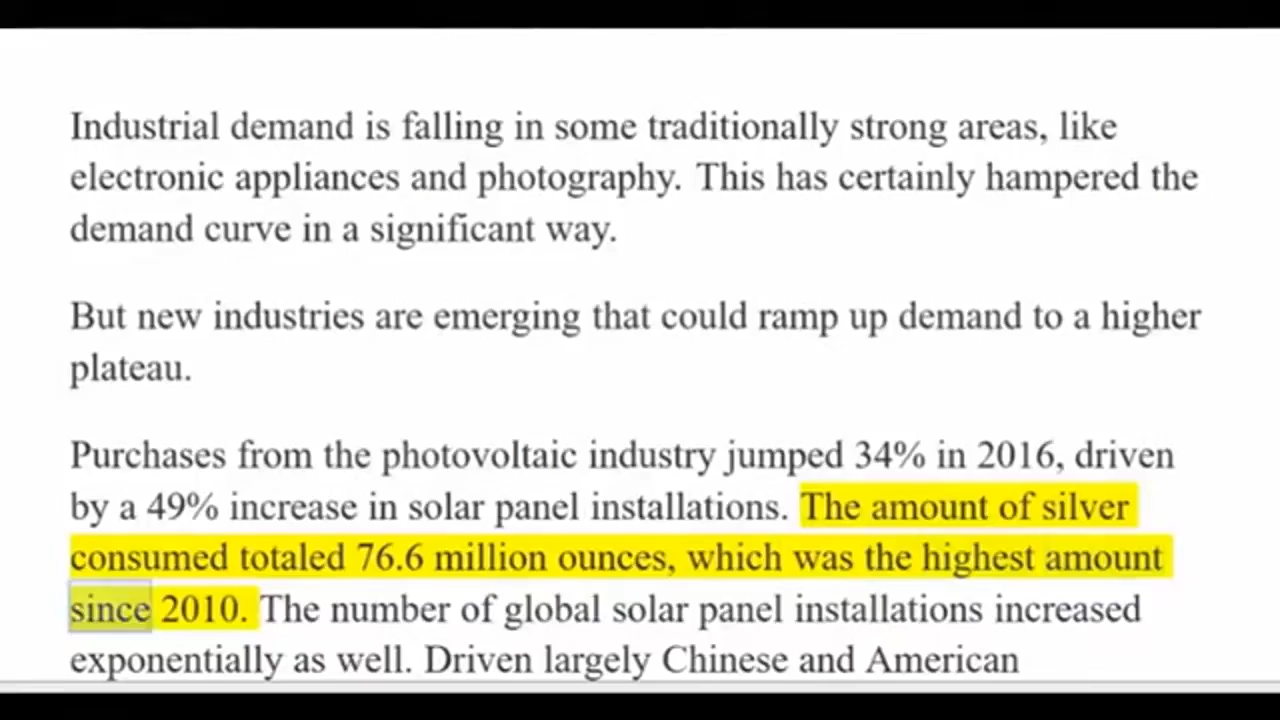 Industrial demand is falling in some traditionally strong areas, like
electronic appliances and photography. This has certainly hampered the
demand curve in a significant way.
But new industries are emerging that could ramp up demand to a higher
plateau.
Purchases from the photovoltaic industry jumped 34% in 2016, driven
by a 49% increase in solar panel installations. The amount of silver
consumed totaled 76.6 million ounces, which was the highest amount
since 2010. The number of global solar panel installations increased
exponentially as well. Driven largely Chinese and American